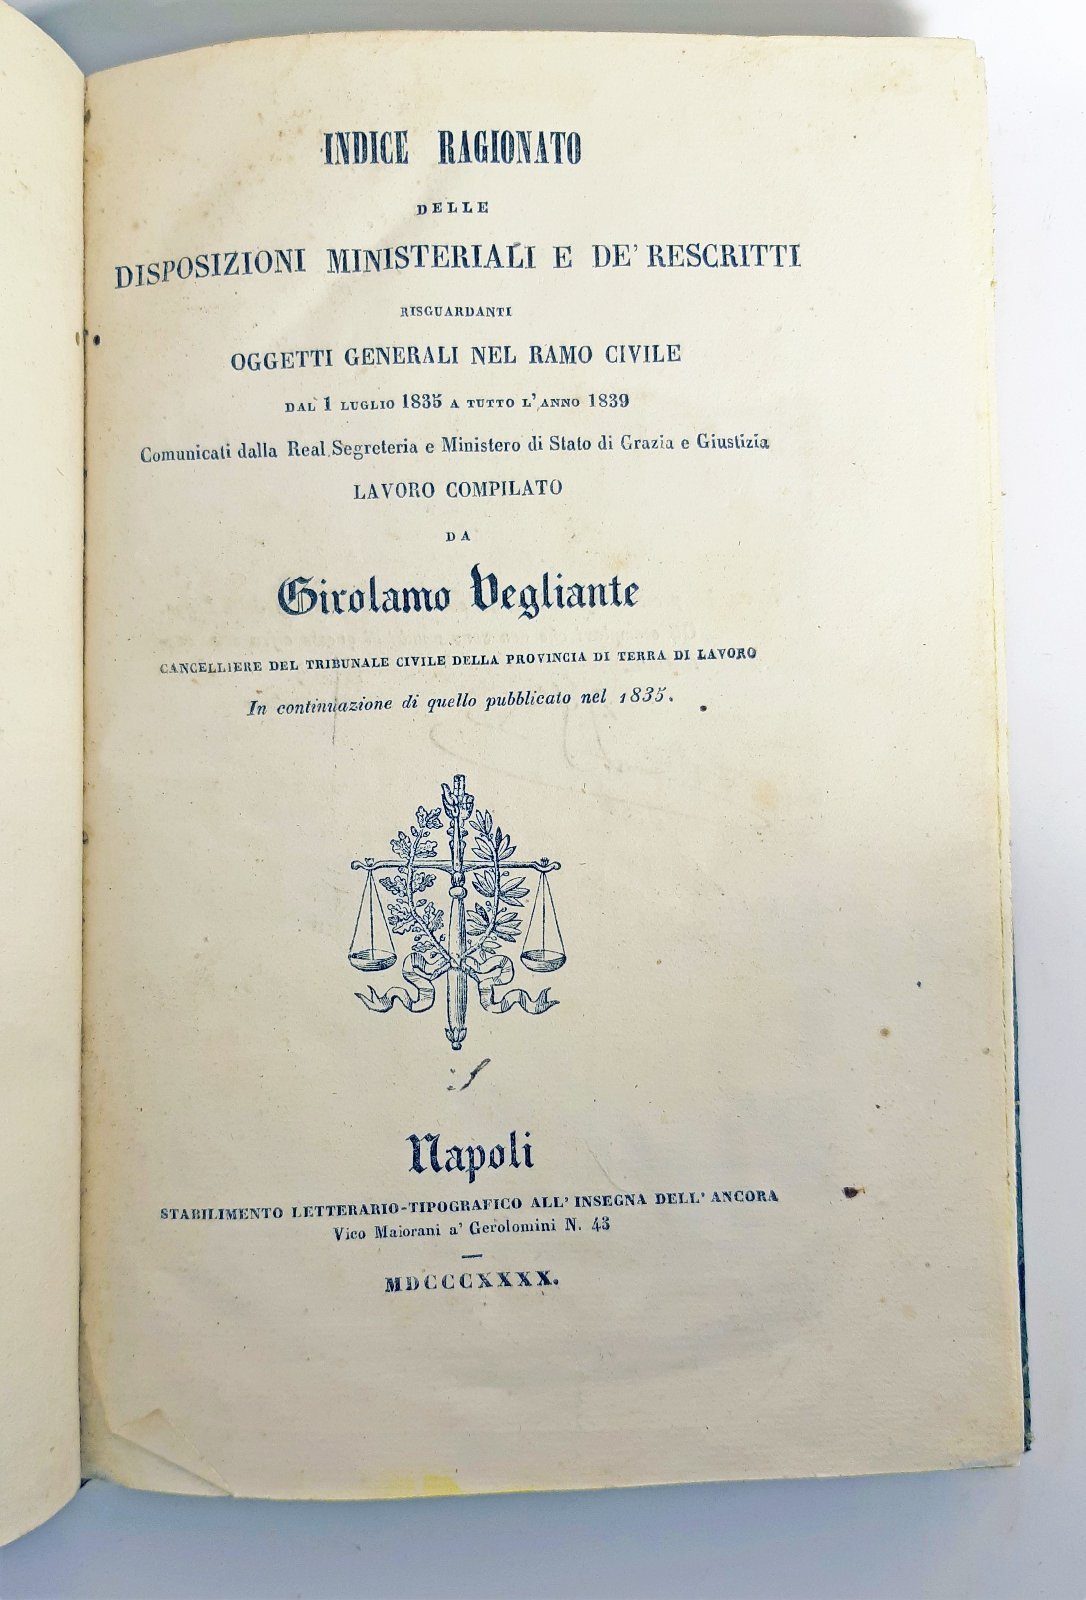 INDICE RAGIONATO
DELLE
DISPOSIZIONI MINISTERIALI E DE' RESCRITTI
RISGUARDANTI
OGGETTI GENERALI NEL RAMO CIVILE
DAL 1 LUGLIO 1835 A TUTTO L'ANNO 1839
Comunicati dalla Real Segreteria e Ministero di Stato di Grazia e Giustizia
LAVORO COMPILATO
DA
Girolamo Vegliante
CANCELLIERE DEL TRIBUNALE CIVILE DELLA PROVINCIA DI TERRA DI LAVORO
In continuazione di quello pubblicato nel 1835.
Napoli
STABILIMENTO LETTERARIO-TIPOGRAFICO ALL'INSEGNA DELL'ANCORA
Vico Maiorani a' Gerolomini N. 43
MDCCCXXXX.